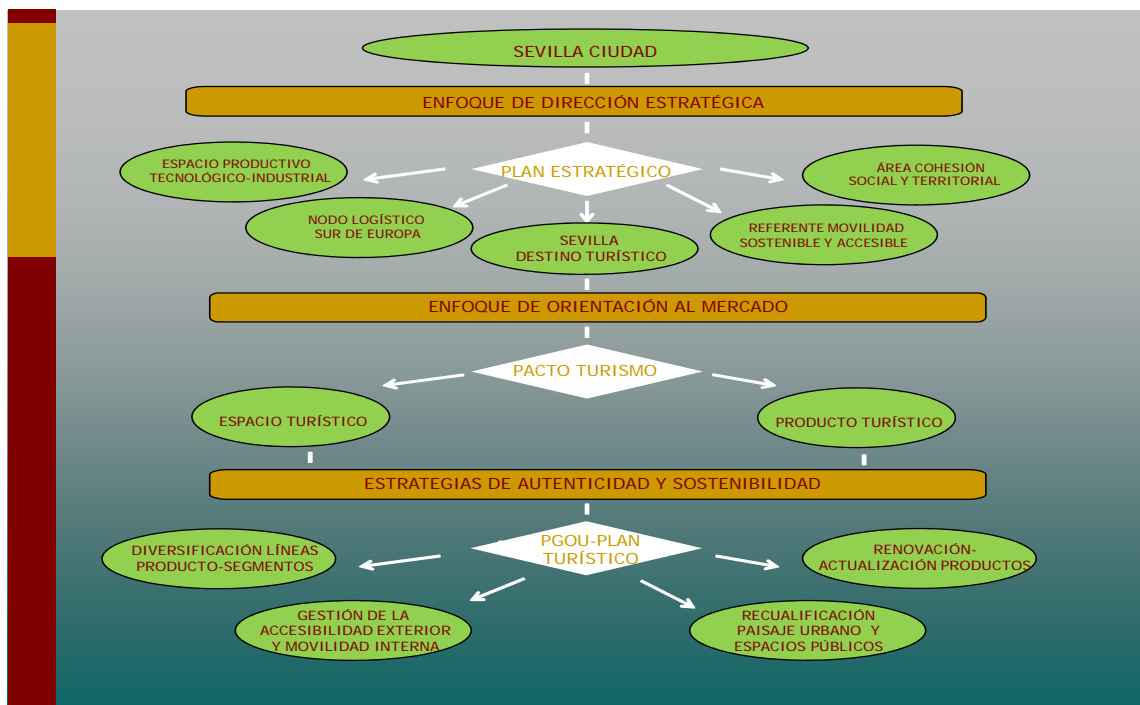 SEVILLA CIUDAD
ENFOQUE DE DIRECCIÓN ESTRATÉGICA
ESPACIO PRODUCTIVO
TECNOLÓGICO-INDUSTRIAL
PLAN ESTRATÉGICO
ÁREA COHESIÓN
SOCIAL Y TERRITORIAL
NODO LOGÍSTICO
SUR DE EUROPA
SEVILLA
DESTINO TURÍSTICO
REFERENTE MOVILIDAD
SOSTENIBLE Y ACCESIBLE
ENFOQUE DE ORIENTACIÓN AL MERCADO
PACTO TURISMO
ESPACIO TURÍSTICO
PRODUCTO TURÍSTICO
ESTRATEGIAS DE AUTENTICIDAD Y SOSTENIBILIDAD
DIVERSIFICACIÓN LÍNEAS
PRODUCTO-SEGMENTOS
PGOU-PLAN
TURÍSTICO
RENOVACIÓN-
ACTUALIZACIÓN PRODUCTOS
GESTIÓN DE LA
ACCESIBILIDAD EXTERIOR
Y MOVILIDAD INTERNA
RECUALIFICACIÓN
PAISAJE URBANO Y
ESPACIOS PÚBLICOS